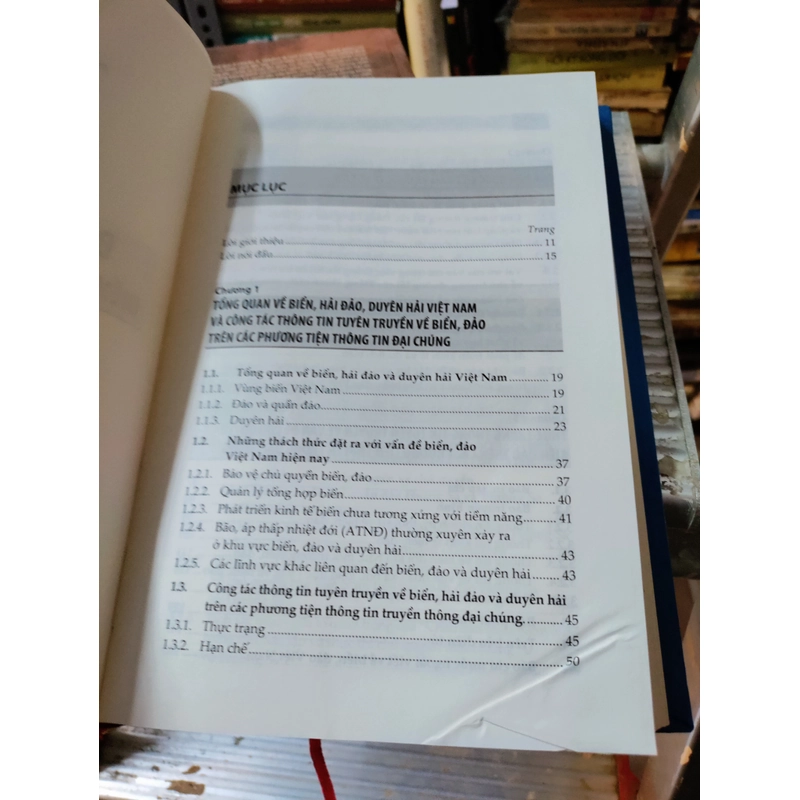 MỤC LỤC
Trang
Lời giới thiệu 11
Lời nói đầu 15
Chương 1
TỔNG QUAN VỀ BIỂN, HẢI ĐẢO, DUYÊN HẢI VIỆT NAM
VÀ CÔNG TÁC THÔNG TIN TUYÊN TRUYỀN VỀ BIỂN, ĐẢO
TRÊN CÁC PHƯƠNG TIỆN THÔNG TIN ĐẠI CHÚNG
1.1. Tổng quan về biển, hải đảo và duyên hải Việt Nam 19
1.1.1. Vùng biển Việt Nam 19
1.1.2. Đảo và quần đảo 21
1.1.3. Duyên hải 23
1.2. Những thách thức đặt ra với vấn đề biển, đảo
Việt Nam hiện nay 37
1.2.1. Bảo vệ chủ quyền biển, đảo 37
1.2.2. Quản lý tổng hợp biển 40
1.2.3. Phát triển kinh tế biển chưa tương xứng với tiềm năng 41
1.2.4. Bão, áp thấp nhiệt đới (ATNĐ) thường xuyên xảy ra
ở khu vực biển, đảo và duyên hải 43
1.2.5. Các lĩnh vực khác liên quan đến biển, đảo và duyên hải 43
1.3. Công tác thông tin tuyên truyền về biển, hải đảo và duyên hải
trên các phương tiện thông tin truyền thông đại chúng 45
1.3.1. Thực trạng 45
1.3.2. Hạn chế 50